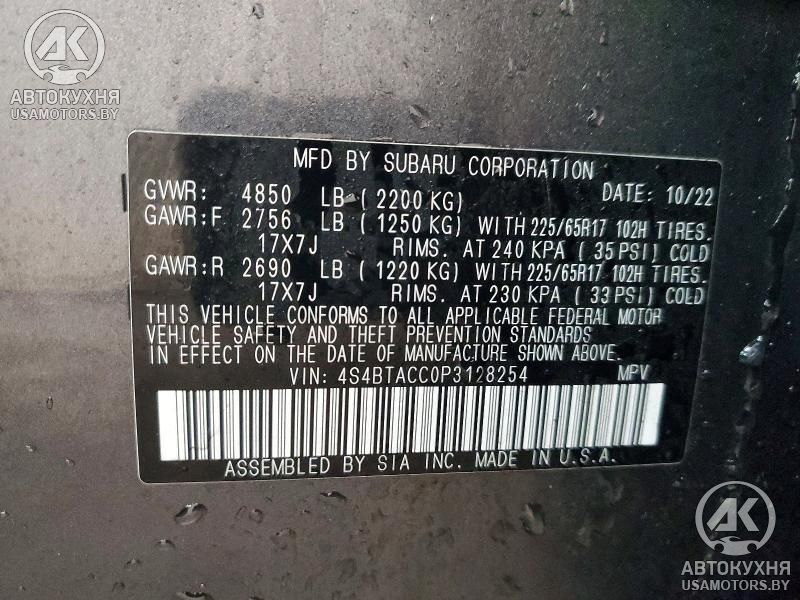 AK
АВТОКУХНЯ
USAMOTORS.BY
MFD BY SUBARU CORPORATION
GVWR: 4850 LB ( 2200 KG) DATE: 10/22
GAWR:F 2756 LB ( 1250 KG) WITH 225/65R17 102H TIRES.
17X7J RIMS. AT 240 KPA ( 35 PSI) COLD
GAWR:R 2690 LB ( 1220 KG) WITH 225/65R17 102H TIRES.
17X7J RIMS. AT 230 KPA ( 33 PSI) COLD
THIS VEHICLE CONFORMS TO ALL APPLICABLE FEDERAL MOTOR
VEHICLE SAFETY AND THEFT PREVENTION STANDARDS
IN EFFECT ON THE DATE OF MANUFACTURE SHOWN ABOVE.
VIN: 4S4BTACC0P3128254 MPV
ASSEMBLED BY SIA INC. MADE IN U.S.A.
AK
АВТОКУХНЯ
USAMOTORS.BY